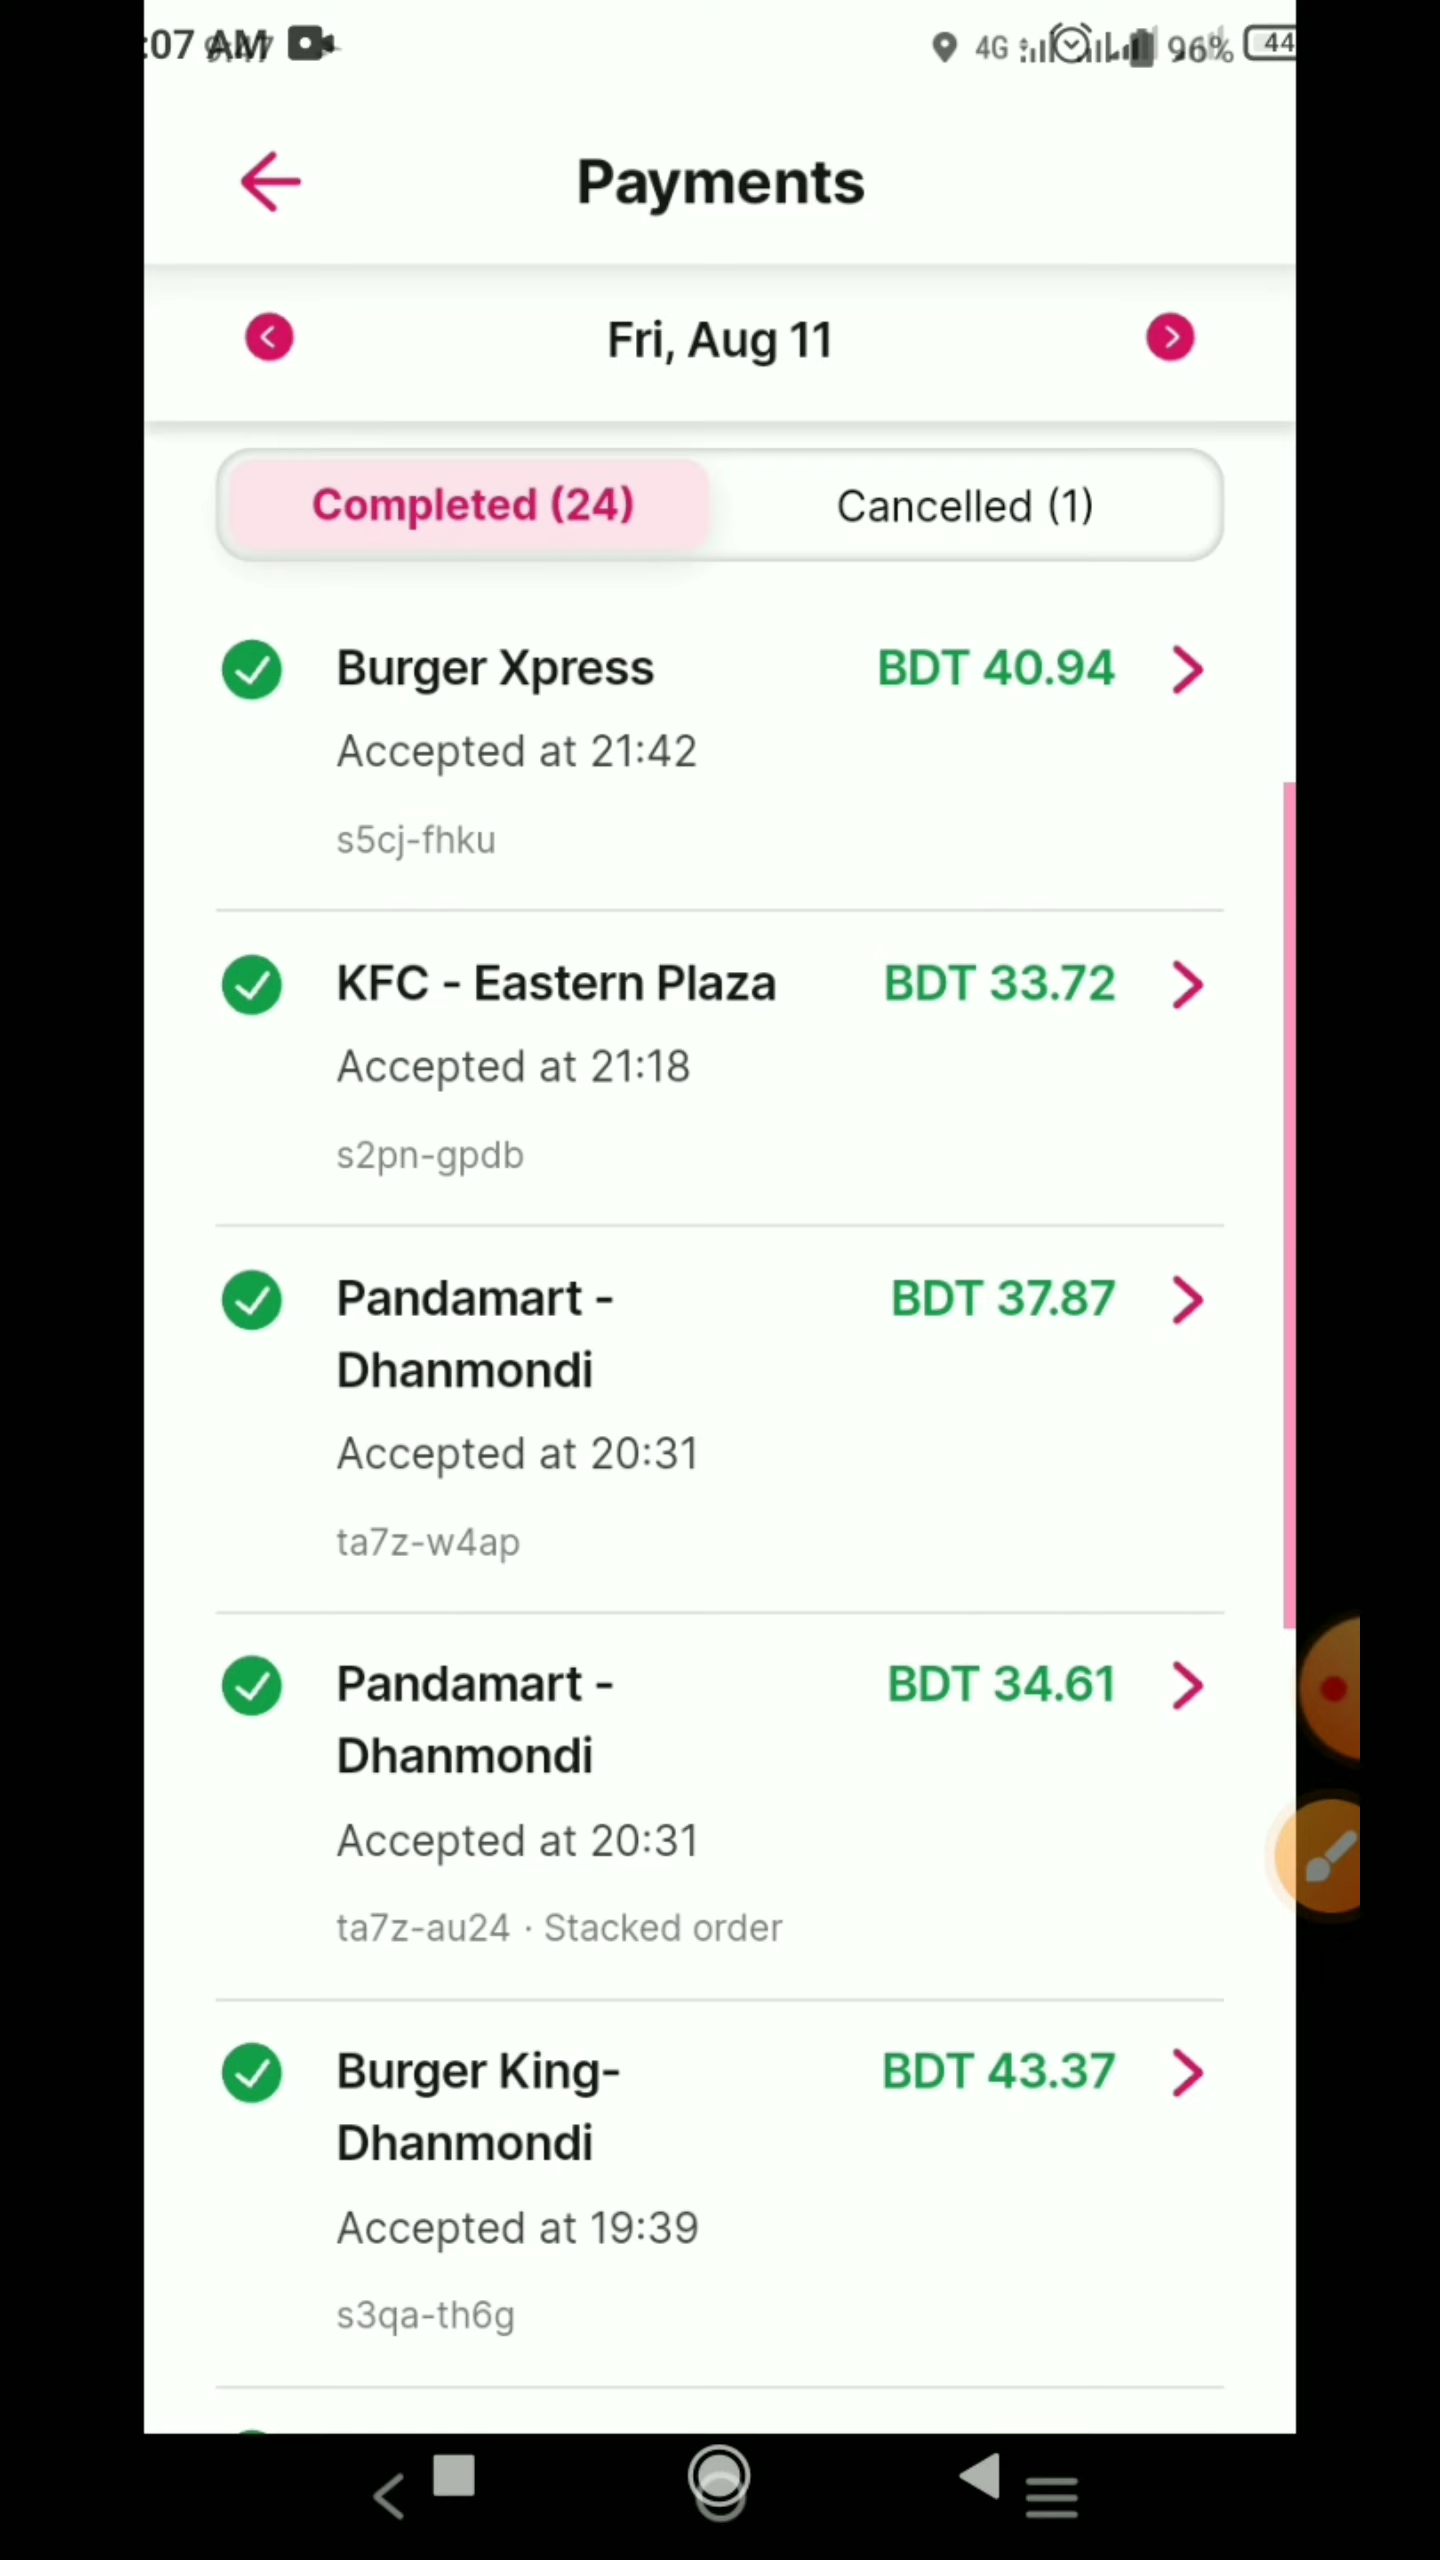 :07 AM 4G 96% 44
Payments
Fri, Aug 11
Completed (24) Cancelled (1)
Burger Xpress BDT 40.94
Accepted at 21:42
s5cj-fhku
KFC - Eastern Plaza BDT 33.72
Accepted at 21:18
s2pn-gpdb
Pandamart - BDT 37.87
Dhanmondi
Accepted at 20:31
ta7z-w4ap
Pandamart - BDT 34.61
Dhanmondi
Accepted at 20:31
ta7z-au24 · Stacked order
Burger King- BDT 43.37
Dhanmondi
Accepted at 19:39
s3qa-th6g